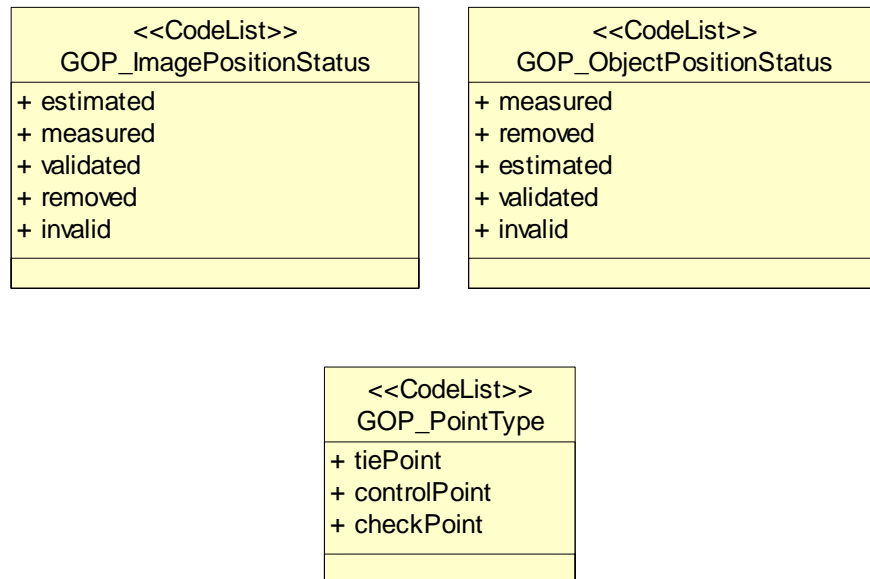 <<CodeList>>
GOP_ImagePositionStatus
+ estimated
+ measured
+ validated
+ removed
+ invalid
<<CodeList>>
GOP_ObjectPositionStatus
+ measured
+ removed
+ estimated
+ validated
+ invalid
<<CodeList>>
GOP_PointType
+ tiePoint
+ controlPoint
+ checkPoint